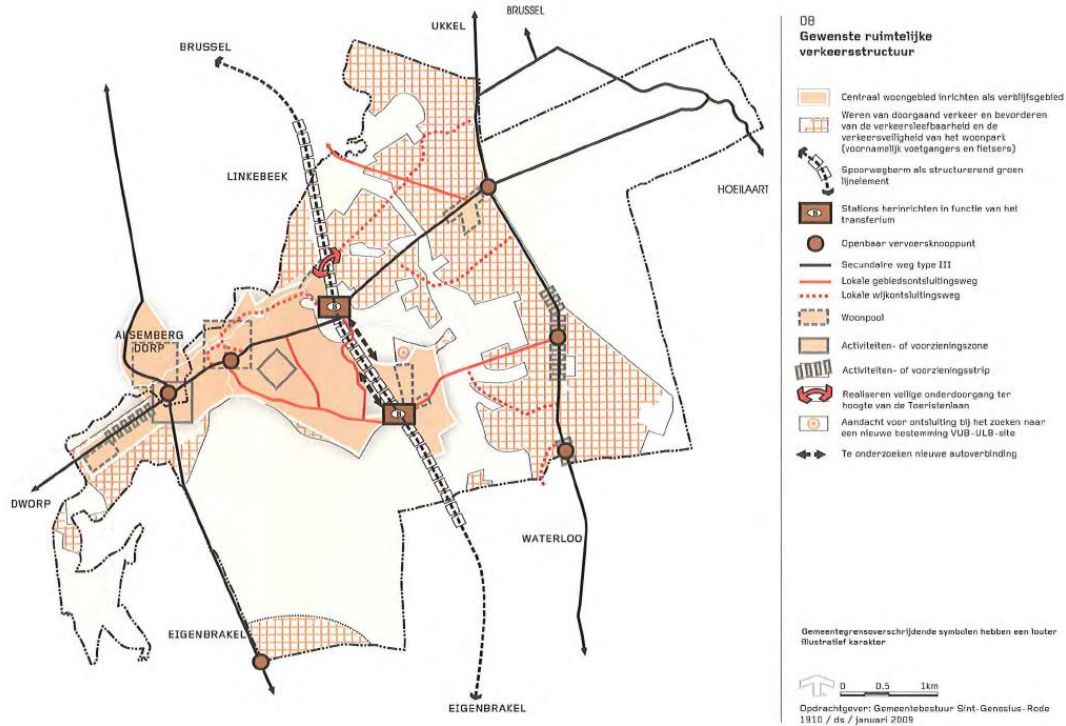 BRUSSEL
UKKEL
BRUSSEL
LINKEBEEK
HOEILAART
ALSEMBERG
DORP
DWORP
WATERLOO
EIGENBRAKEL
EIGENBRAKEL
08
Gewenste ruimtelijke
verkeersstructuur
Centraal woongebied inrichten als verblijfsgebied
Weren van doorgaand verkeer en bevorderen
van de verkeersleefbaarheid en de
verkeersveiligheid van het woonpark
(voornamelijk voetgangers en fietsers)
Spoorwegberm als structurerend groen
lijnelement
Stations herinrichten in functie van het
transferium
Openbaar vervoersknooppunt
Secundaire weg type III
Lokale gebiedsontsluitingsweg
Lokale wijkontsluitingsweg
Woonpool
Activiteiten- of voorzieningszone
Activiteiten- of voorzieningsstrip
Realiseren veilige onderdoorgang ter
hoogte van de Toeristenlaan
Aandacht voor ontsluiting bij het zoeken naar
een nieuwe bestemming VUB-ULB-site
Te onderzoeken nieuwe autoverbinding
Gemeentegrensoverschrijdende symbolen hebben een louter
illustratief karakter
0 0.5 1km
Opdrachtgever: Gemeentebestuur Sint-Genesius-Rode
1910 / ds / januari 2009